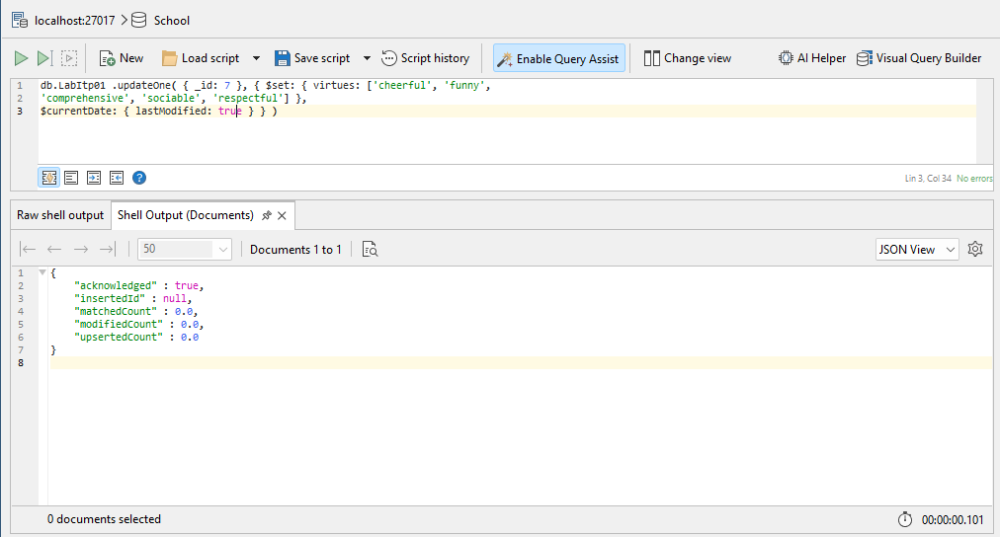 localhost:27017 School
New Load script Save script Script history Enable Query Assist Change view AI Helper Visual Query Builder
1 db.LabItp01 .updateOne( { _id: 7 }, { $set: { virtues: ['cheerful', 'funny',
2 'comprehensive', 'sociable', 'respectful'] },
3 $currentDate: { lastModified: true } } )
Lin 3, Col 34 No errors
Raw shell output Shell Output (Documents)
50 Documents 1 to 1 JSON View
1 {
2 "acknowledged" : true,
3 "insertedId" : null,
4 "matchedCount" : 0.0,
5 "modifiedCount" : 0.0,
6 "upsertedCount" : 0.0
7 }
8
0 documents selected 00:00:00.101